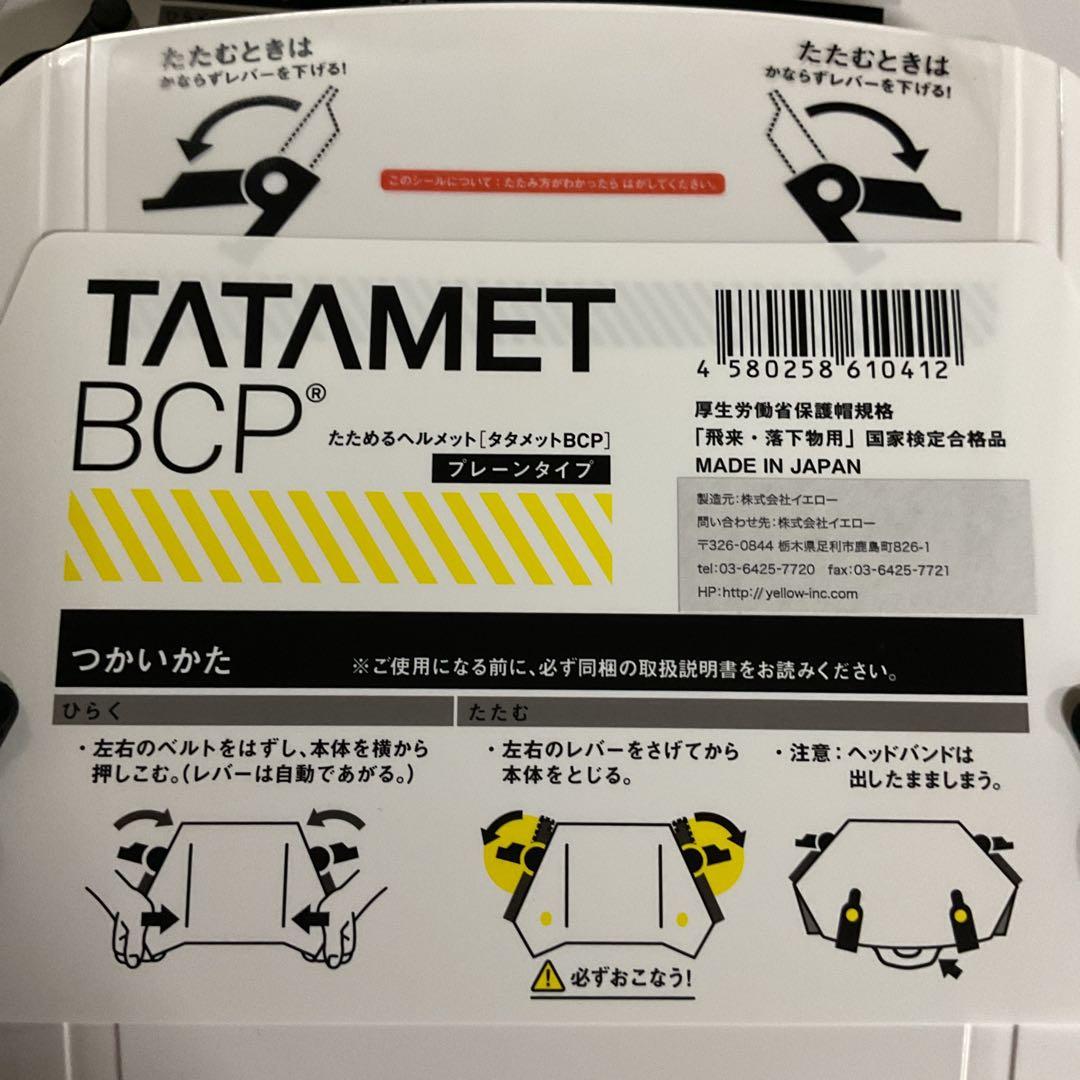 たたむときは
かならずレバーを下げる!
たたむときは
かならずレバーを下げる!
このシールについて:たたみ方がわかったら はがしてください。
TATAMET
BCP®
たためるヘルメット[タタメットBCP]
プレーンタイプ
4 580258 610412
厚生労働省保護帽規格
「飛来・落下物用」国家検定合格品
MADE IN JAPAN
製造元:株式会社イエロー
問い合わせ先:株式会社イエロー
〒326-0844 栃木県足利市鹿島町826-1
tel:03-6425-7720 fax:03-6425-7721
HP:http://yellow-inc.com
つかいかた
※ご使用になる前に、必ず同梱の取扱説明書をお読みください。
ひらく
たたむ
・左右のベルトをはずし、本体を横から
押しこむ。(レバーは自動であがる。)
・左右のレバーをさげてから
本体をとじる。
・注意:ヘッドバンドは
出したまましまう。
必ずおこなう!